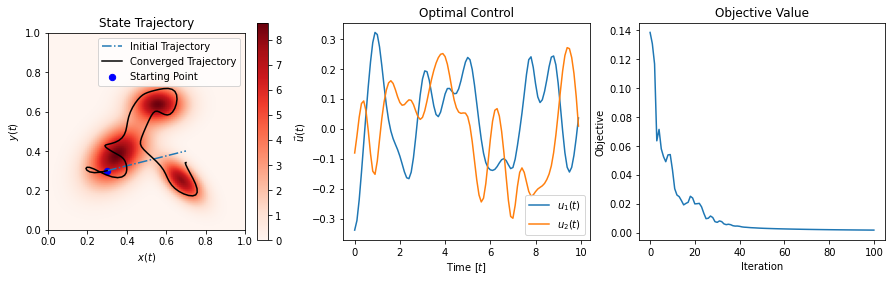 State Trajectory
Initial Trajectory
Converged Trajectory
Starting Point
y(t)
1.0
0.8
0.6
0.4
0.2
0.0
0.0 0.2 0.4 0.6 0.8 1.0
x(t)
8
7
6
5
4
3
2
1
0
Optimal Control
ū(t)
0.3
0.2
0.1
0.0
−0.1
−0.2
−0.3
u₁(t)
u₂(t)
0 2 4 6 8 10
Time [t]
Objective Value
Objective
0.14
0.12
0.10
0.08
0.06
0.04
0.02
0.00
0 20 40 60 80 100
Iteration